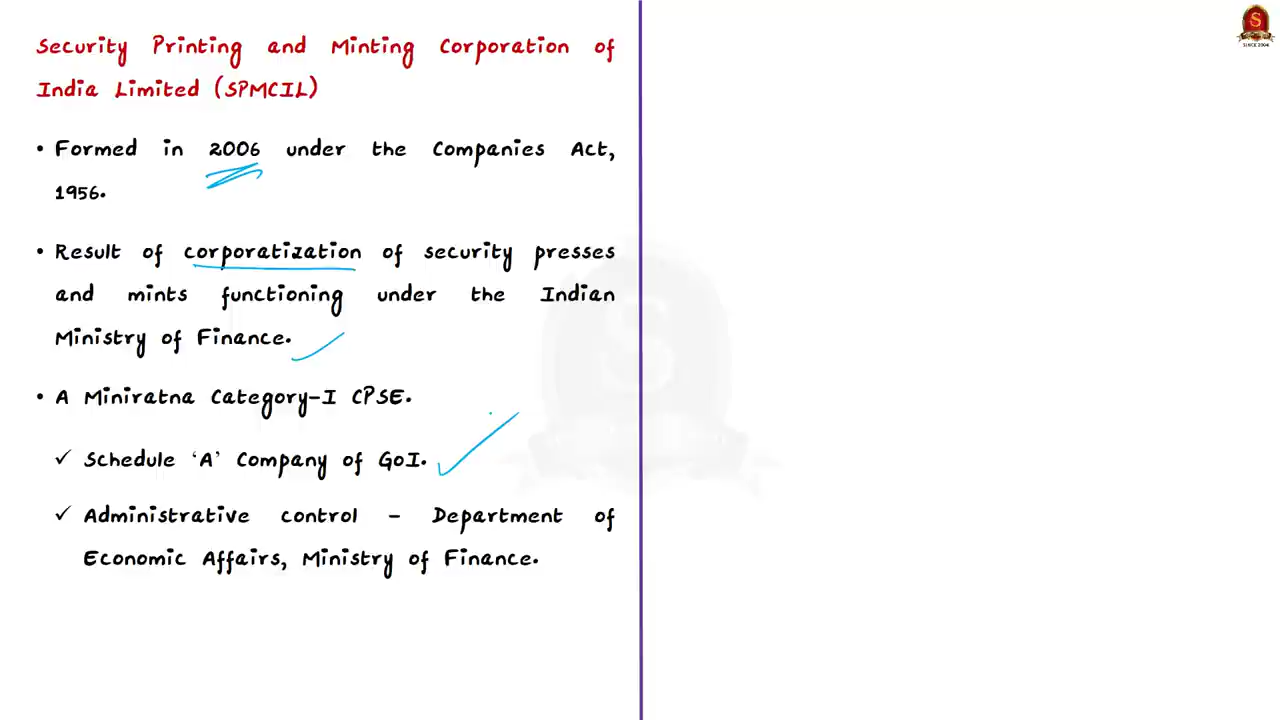 Security Printing and Minting Corporation of
India Limited (SPMCIL)
• Formed in 2006 under the Companies Act,
1956.
• Result of corporatization of security presses
and mints functioning under the Indian
Ministry of Finance.
• A Miniratna Category-I CPSE.
✓ Schedule ‘A’ Company of GoI.
✓ Administrative control – Department of
Economic Affairs, Ministry of Finance.
S
SINCE 2004
S